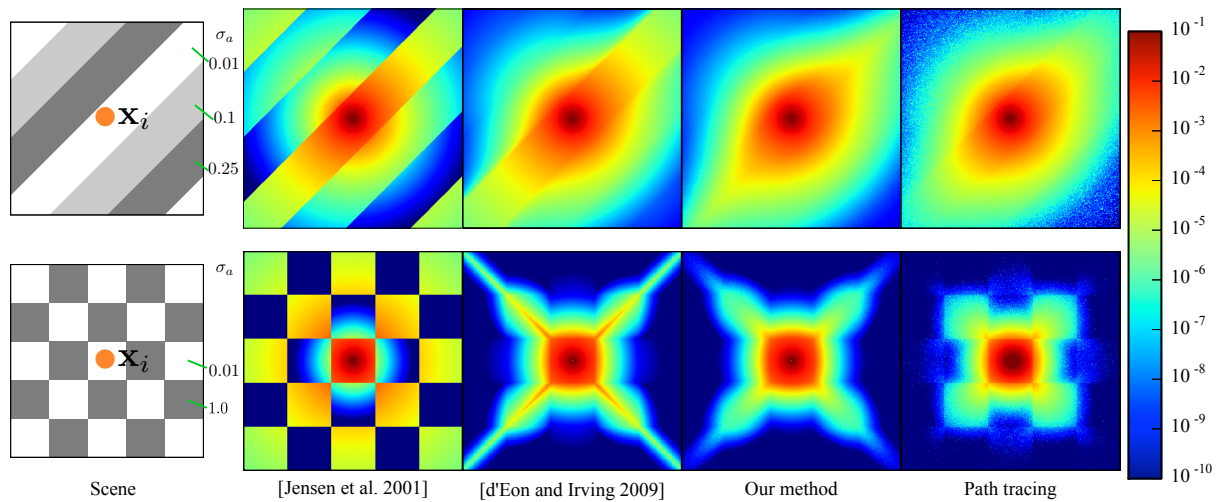 σₐ
0.01
0.1
0.25
𝐱ᵢ
σₐ
0.01
1.0
𝐱ᵢ
10⁻¹
10⁻²
10⁻³
10⁻⁴
10⁻⁵
10⁻⁶
10⁻⁷
10⁻⁸
10⁻⁹
10⁻¹⁰
Scene
[Jensen et al. 2001]
[d'Eon and Irving 2009]
Our method
Path tracing